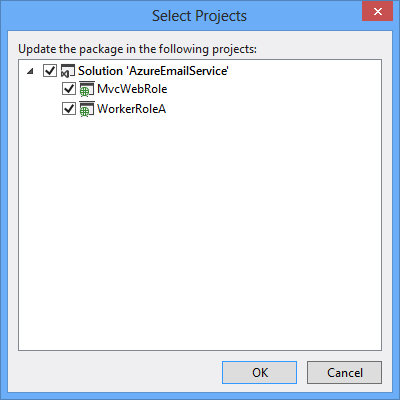 Select Projects
Update the package in the following projects:
Solution 'AzureEmailService'
MvcWebRole
WorkerRoleA
OK
Cancel